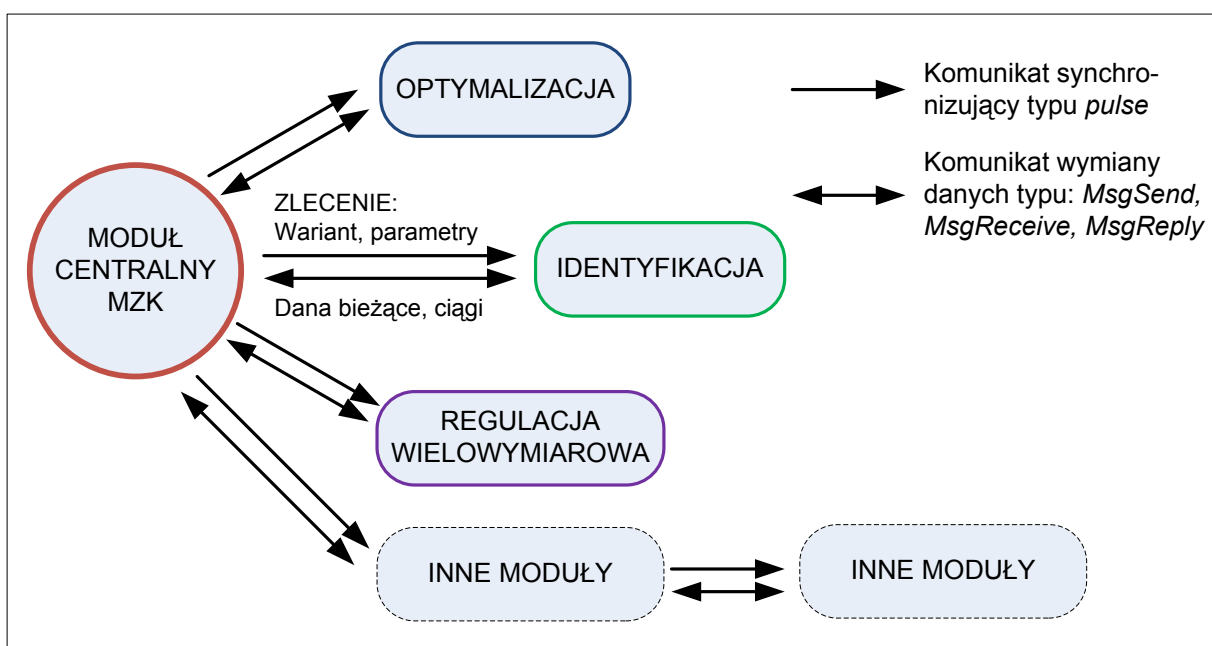 OPTYMALIZACJA
Komunikat synchro-
nizujący typu pulse
Komunikat wymiany
danych typu: MsgSend,
MsgReceive, MsgReply
ZLECENIE:
Wariant, parametry
MODUŁ
CENTRALNY
MZK
IDENTYFIKACJA
Dana bieżące, ciągi
REGULACJA
WIELOWYMIAROWA
INNE MODUŁY
INNE MODUŁY